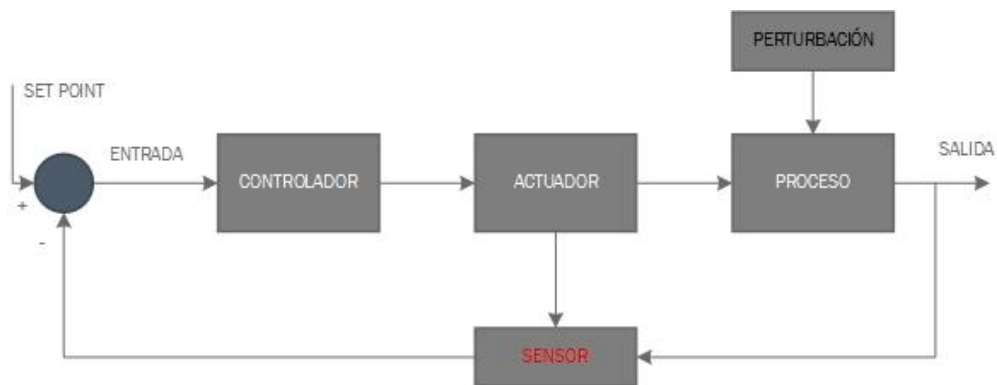 PERTURBACIÓN
SET POINT
ENTRADA
SALIDA
CONTROLADOR
ACTUADOR
PROCESO
+
-
SENSOR